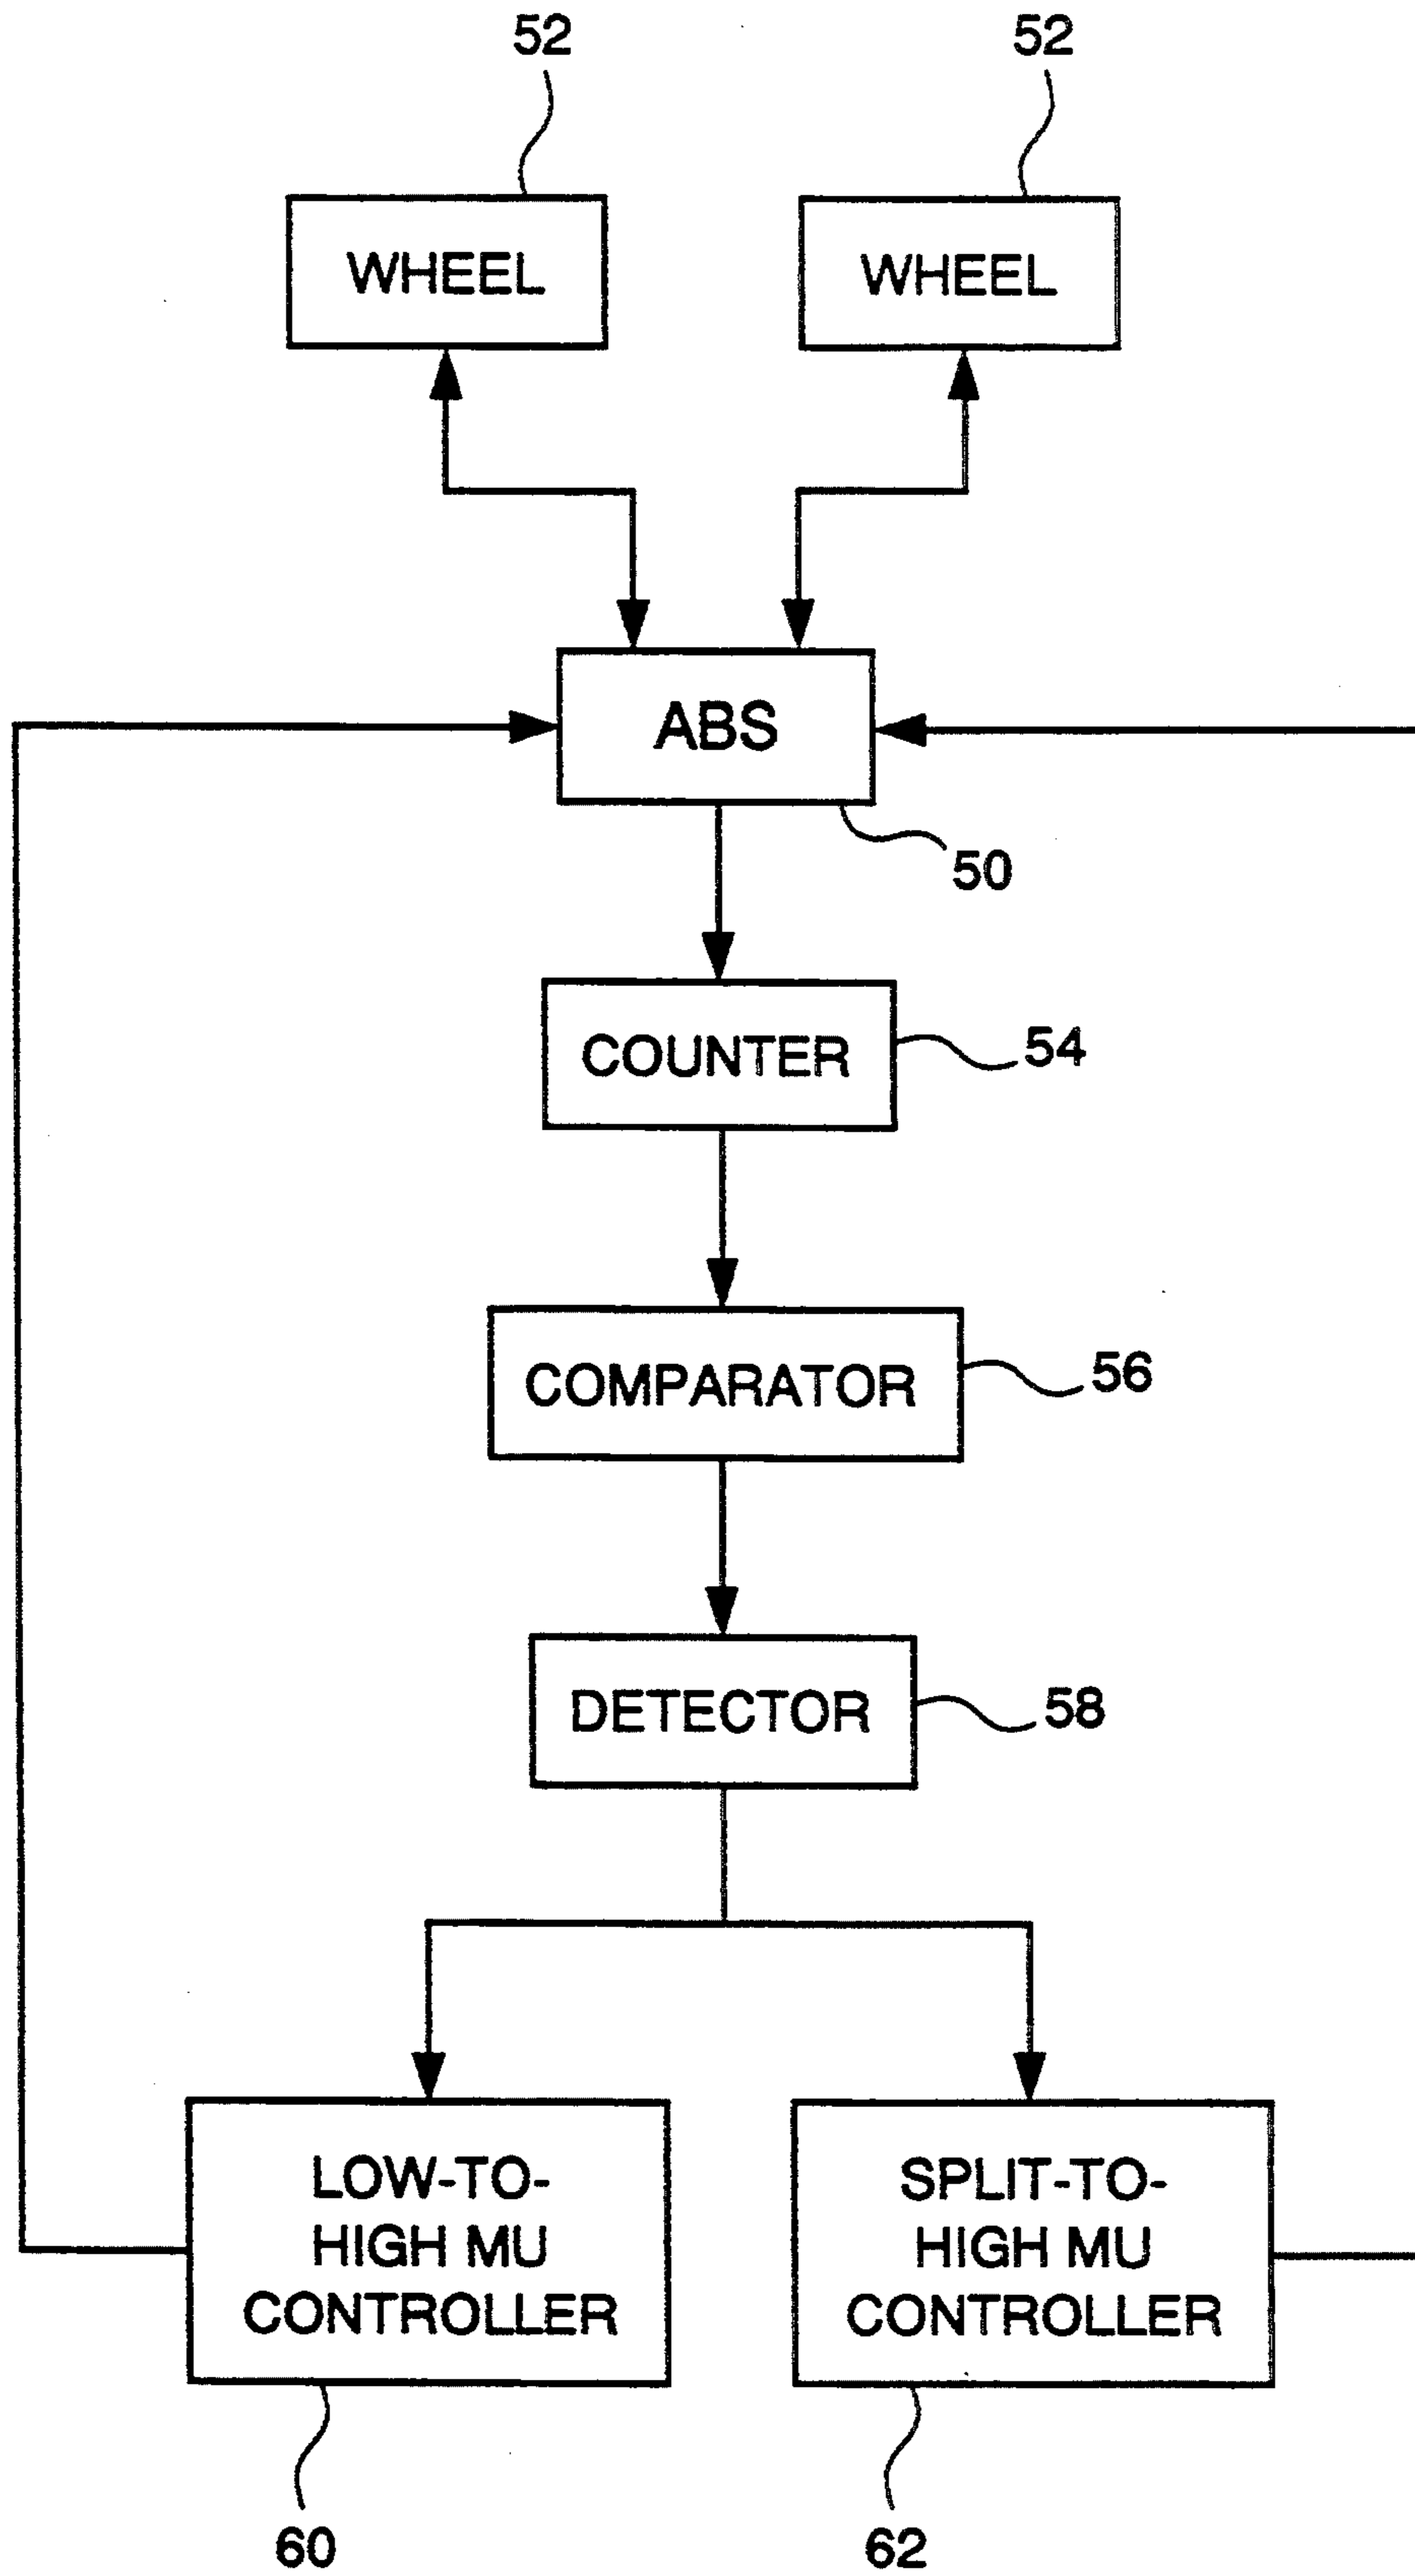 52
52
WHEEL
WHEEL
ABS
50
COUNTER
54
COMPARATOR
56
DETECTOR
58
LOW-TO-
HIGH MU
CONTROLLER
SPLIT-TO-
HIGH MU
CONTROLLER
60
62